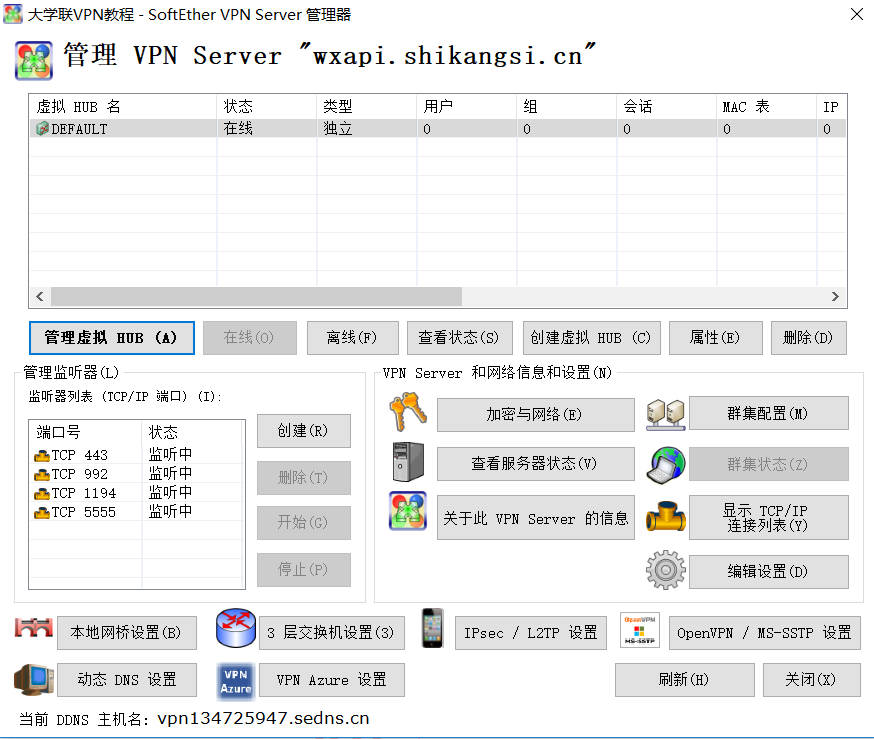 大学联VPN教程 - SoftEther VPN Server 管理器
管理 VPN Server "wxapi.shikangsi.cn"
虚拟 HUB 名 状态 类型 用户 组 会话 MAC 表 IP
DEFAULT 在线 独立 0 0 0 0 0
管理虚拟 HUB (A) 在线(O) 离线(F) 查看状态(S) 创建虚拟 HUB (C) 属性(E) 删除(D)
管理监听器(L)
监听器列表 (TCP/IP 端口) (I):
端口号 状态
TCP 443 监听中
TCP 992 监听中
TCP 1194 监听中
TCP 5555 监听中
创建(R)
删除(T)
开始(G)
停止(P)
VPN Server 和网络信息和设置(N)
加密与网络(E) 群集配置(M)
查看服务器状态(V) 群集状态(Z)
关于此 VPN Server 的信息 显示 TCP/IP
连接列表(Y)
编辑设置(D)
本地网桥设置(B) 3 层交换机设置(3) IPsec / L2TP 设置 OpenVPN
MS-SSTP
OpenVPN / MS-SSTP 设置
动态 DNS 设置 VPN
Azure
VPN Azure 设置 刷新(H) 关闭(X)
当前 DDNS 主机名: vpn134725947.sedns.cn